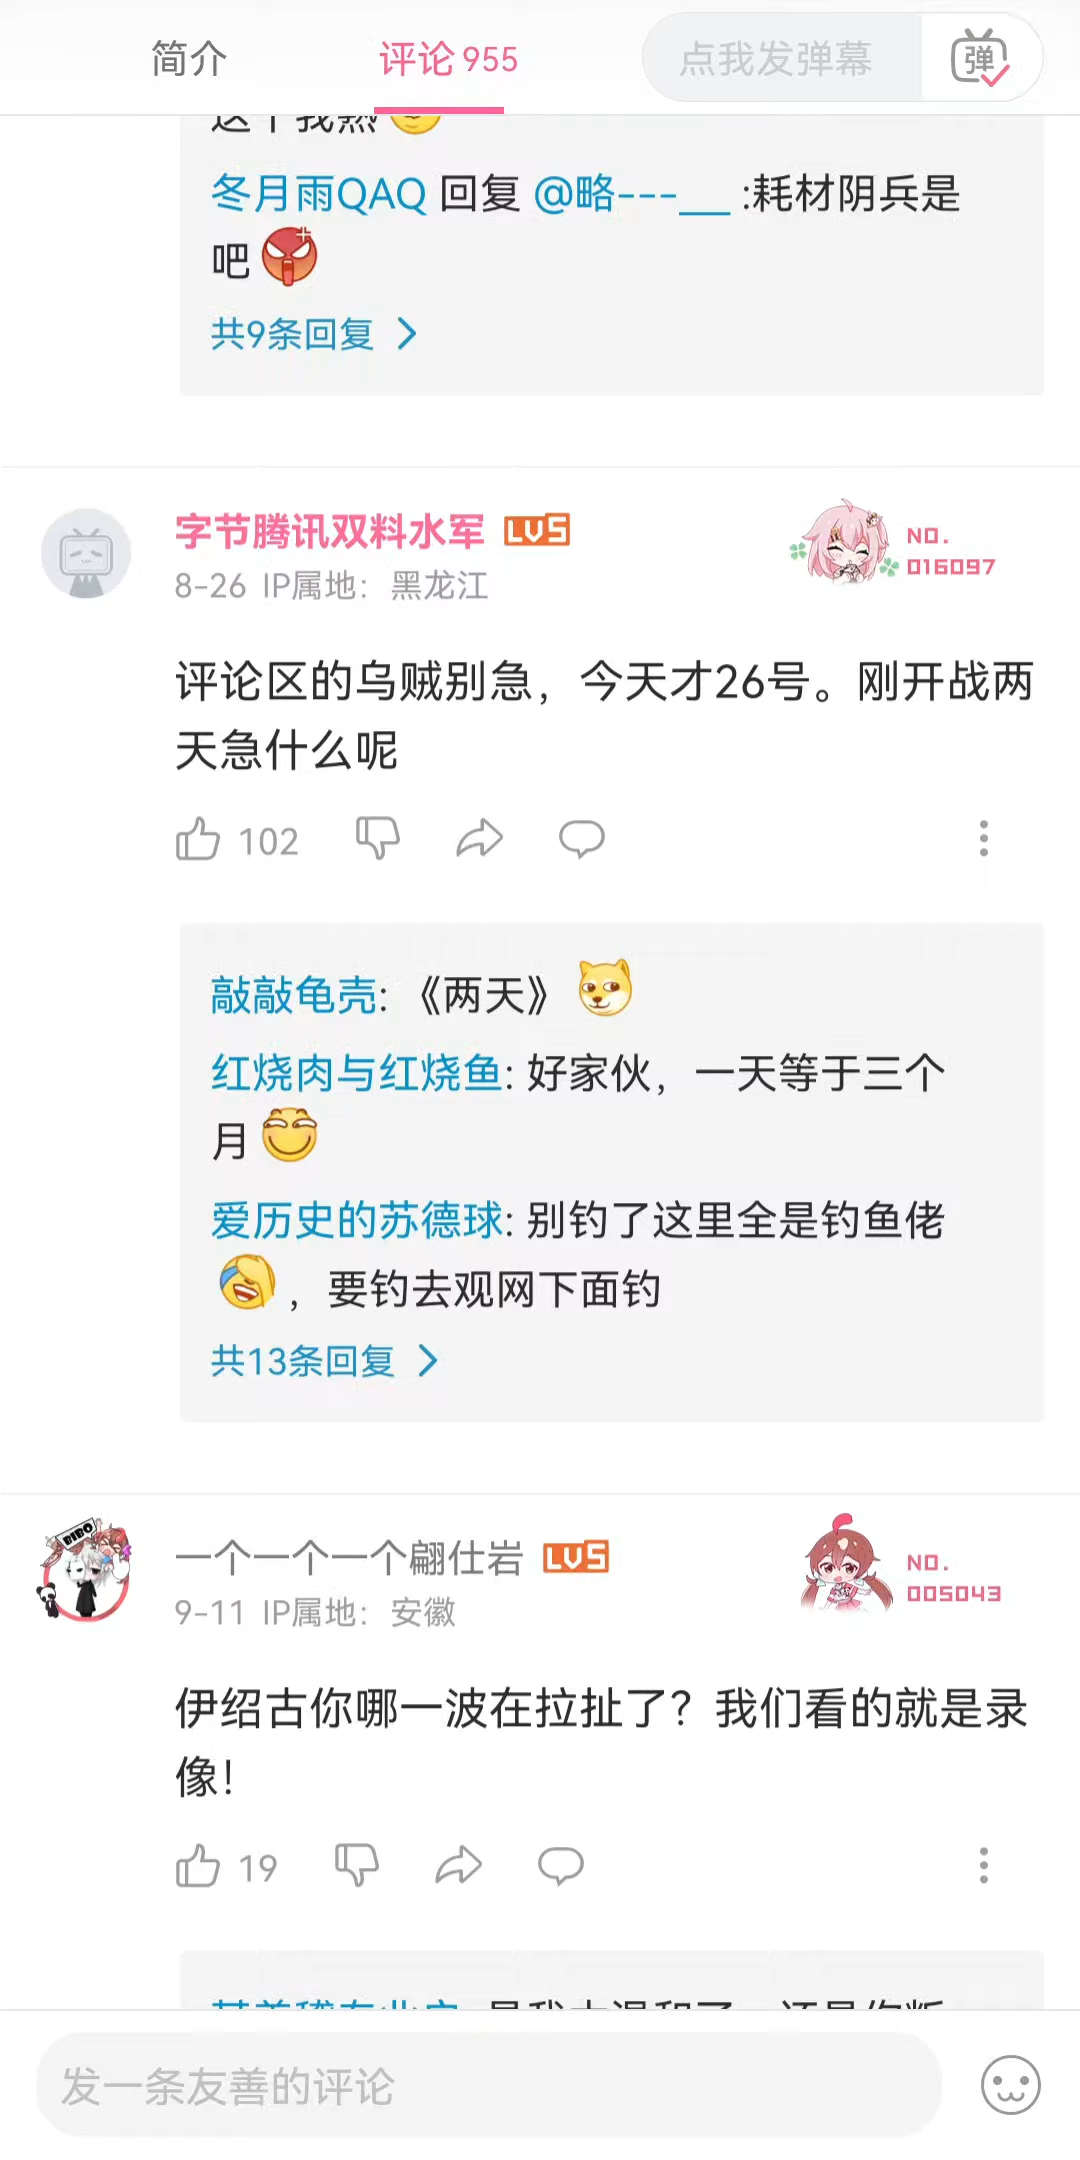 简介
评论 955
点我发弹幕
弹
这个我熟
冬月雨QAQ 回复 @略---__ :耗材阴兵是
吧
共9条回复
字节腾讯双料水军 LV5
NO.
016097
8-26 IP属地：黑龙江
评论区的乌贼别急，今天才26号。刚开战两
天急什么呢
102
敲敲龟壳: 《两天》
红烧肉与红烧鱼: 好家伙，一天等于三个
月
爱历史的苏德球: 别钓了这里全是钓鱼佬
，要钓去观网下面钓
共13条回复
BIBO
一个一个一个翩仕岩 LV5
NO.
005043
9-11 IP属地：安徽
伊绍古你哪一波在拉扯了？我们看的就是录
像！
19
发一条友善的评论